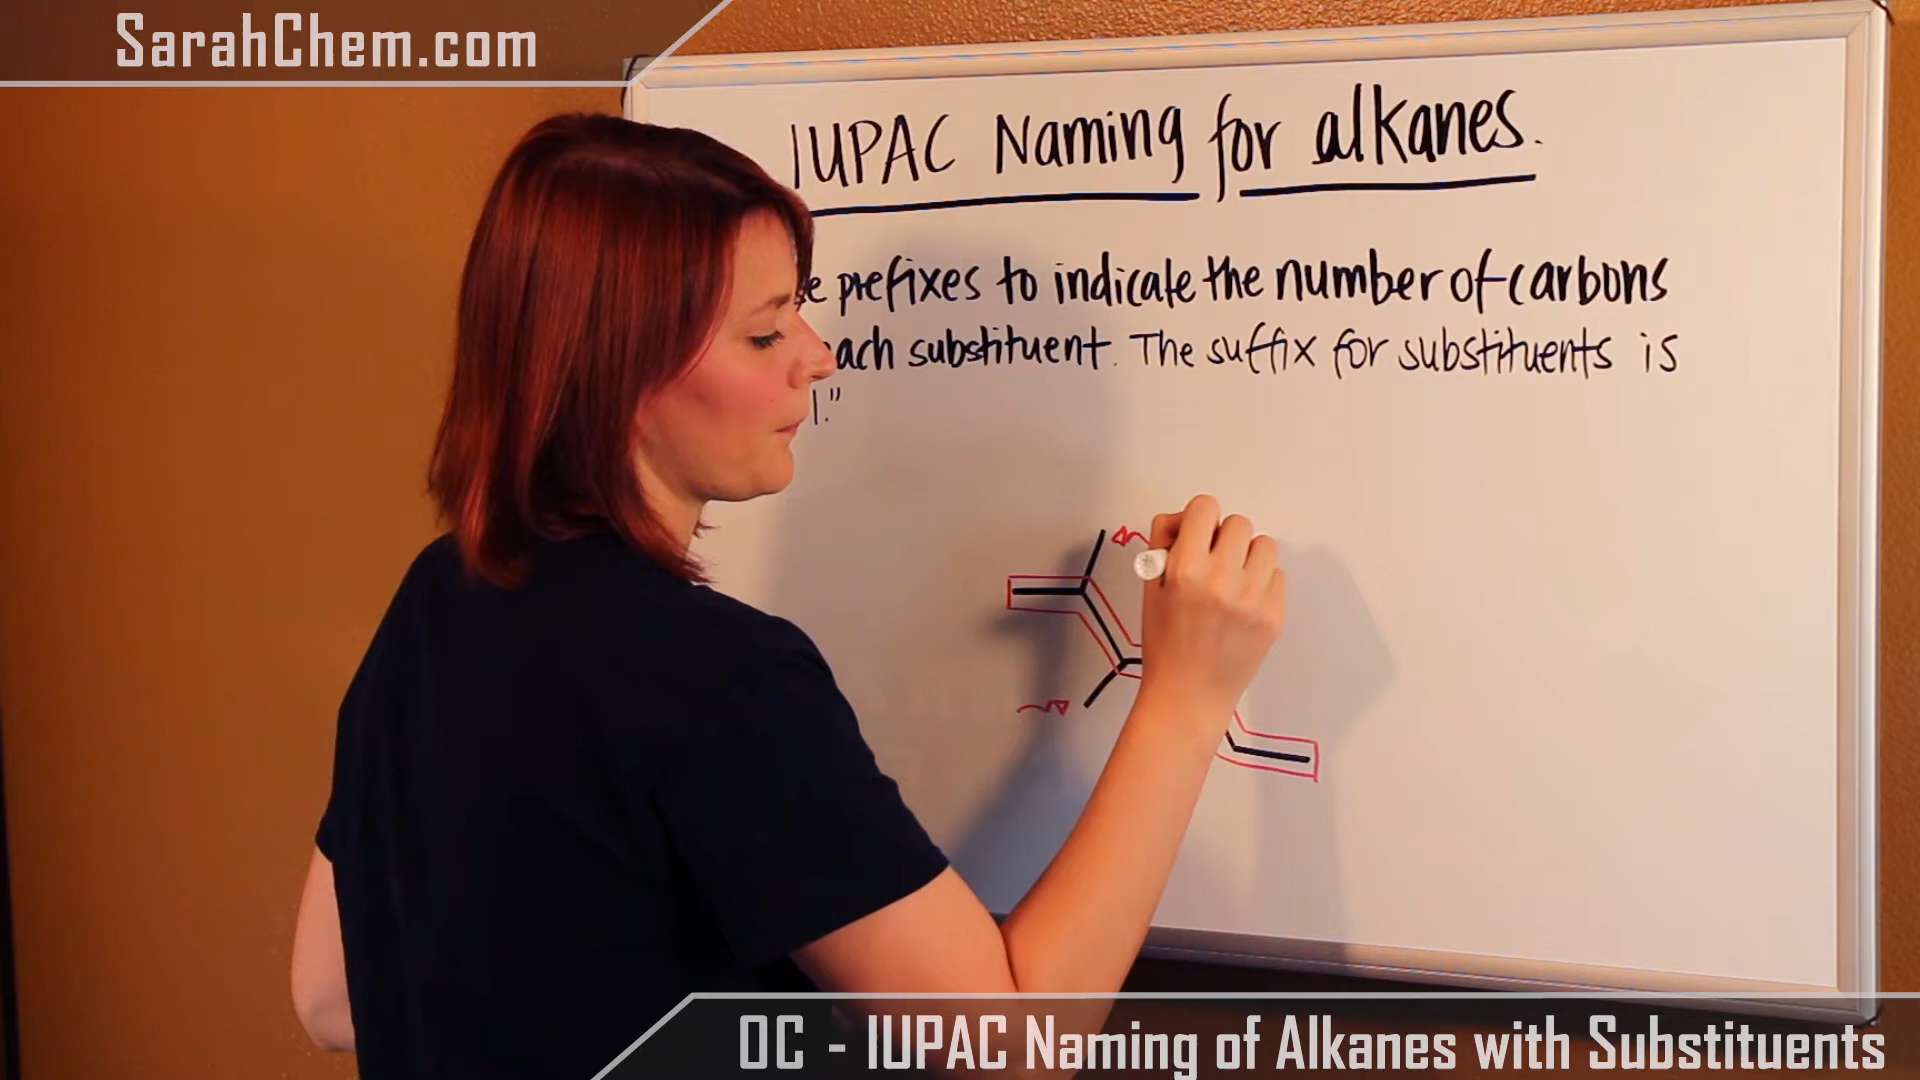 SarahChem.com
IUPAC Naming for alkanes.
prefixes to indicate the number of carbons
substituent. The suffix for substituents is
OC - IUPAC Naming of Alkanes with Substituents